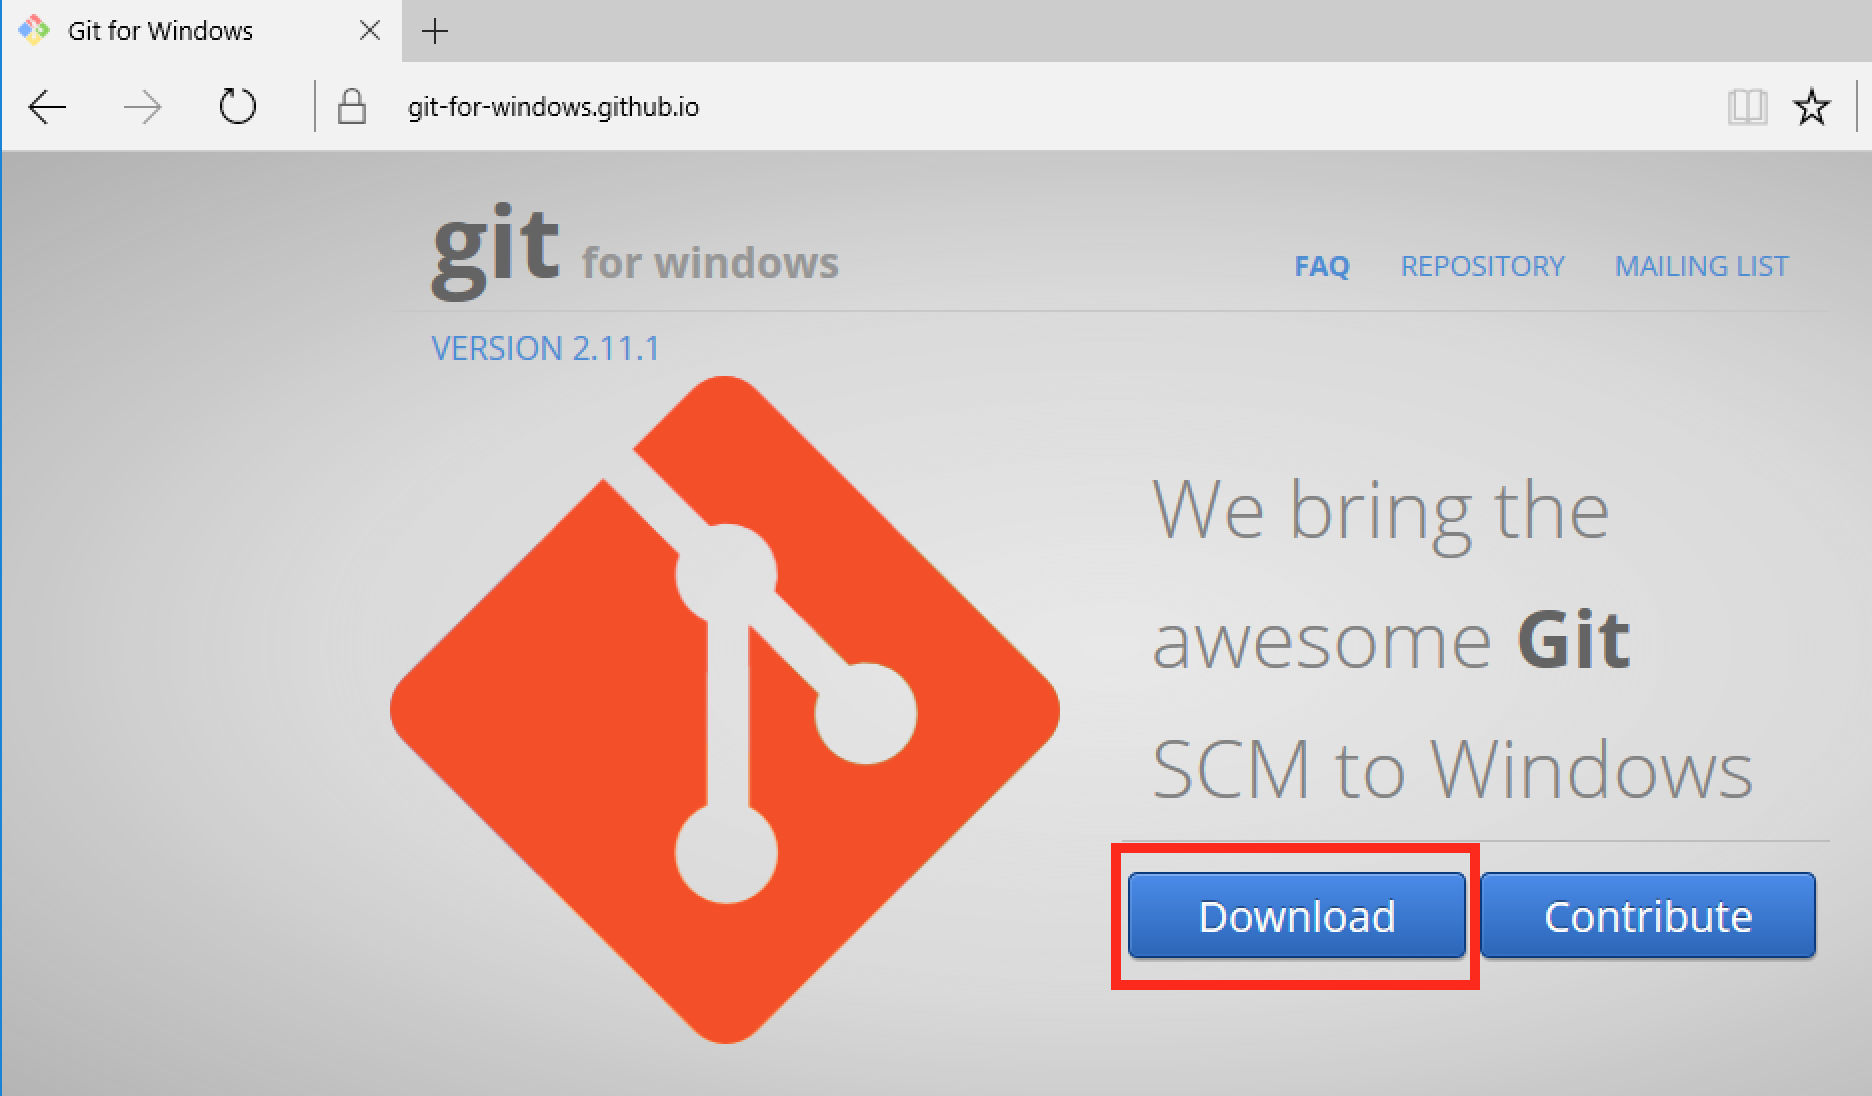 Git for Windows
git-for-windows.github.io
git for windows
FAQ REPOSITORY MAILING LIST
VERSION 2.11.1
We bring the
awesome Git
SCM to Windows
Download Contribute